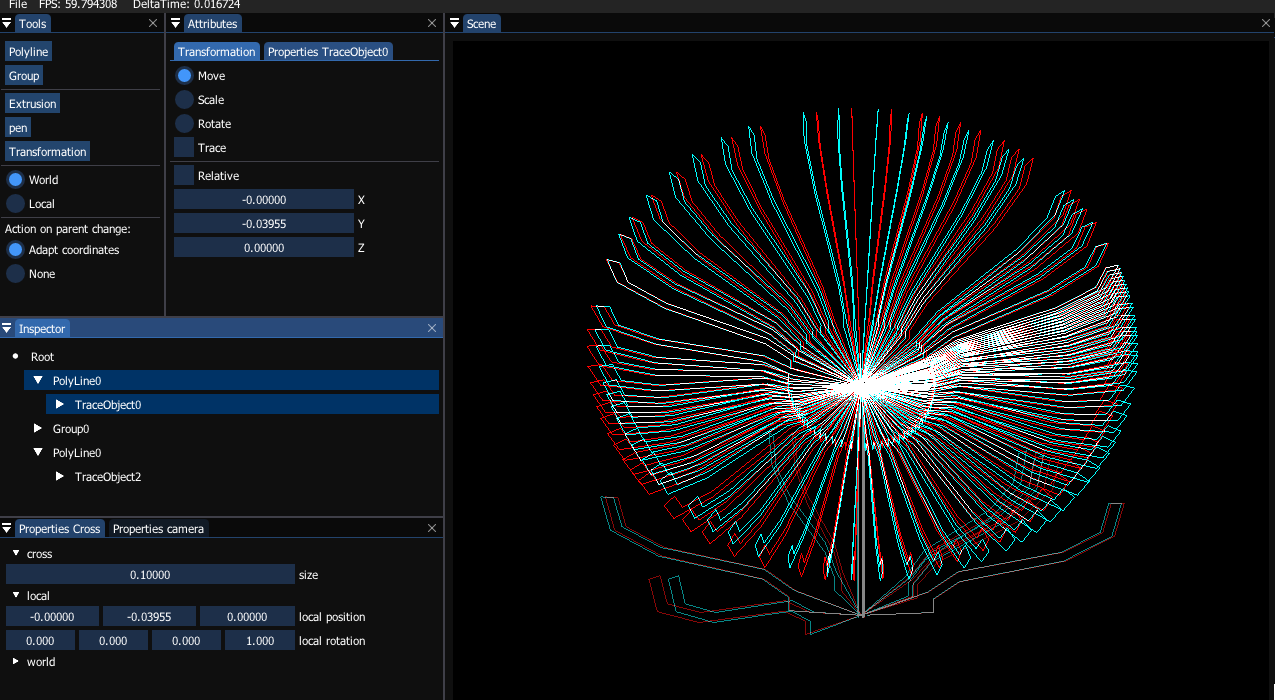 File FPS: 59.794308 DeltaTime: 0.016724
Tools
Polyline
Group
Extrusion
pen
Transformation
World
Local
Action on parent change:
Adapt coordinates
None
Attributes
Transformation Properties TraceObject0
Move
Scale
Rotate
Trace
Relative
-0.00000 X
-0.03955 Y
0.00000 Z
Inspector
Root
PolyLine0
TraceObject0
Group0
PolyLine0
TraceObject2
Properties Cross Properties camera
cross
0.10000 size
local
-0.00000 -0.03955 0.00000 local position
0.000 0.000 0.000 1.000 local rotation
world
Scene